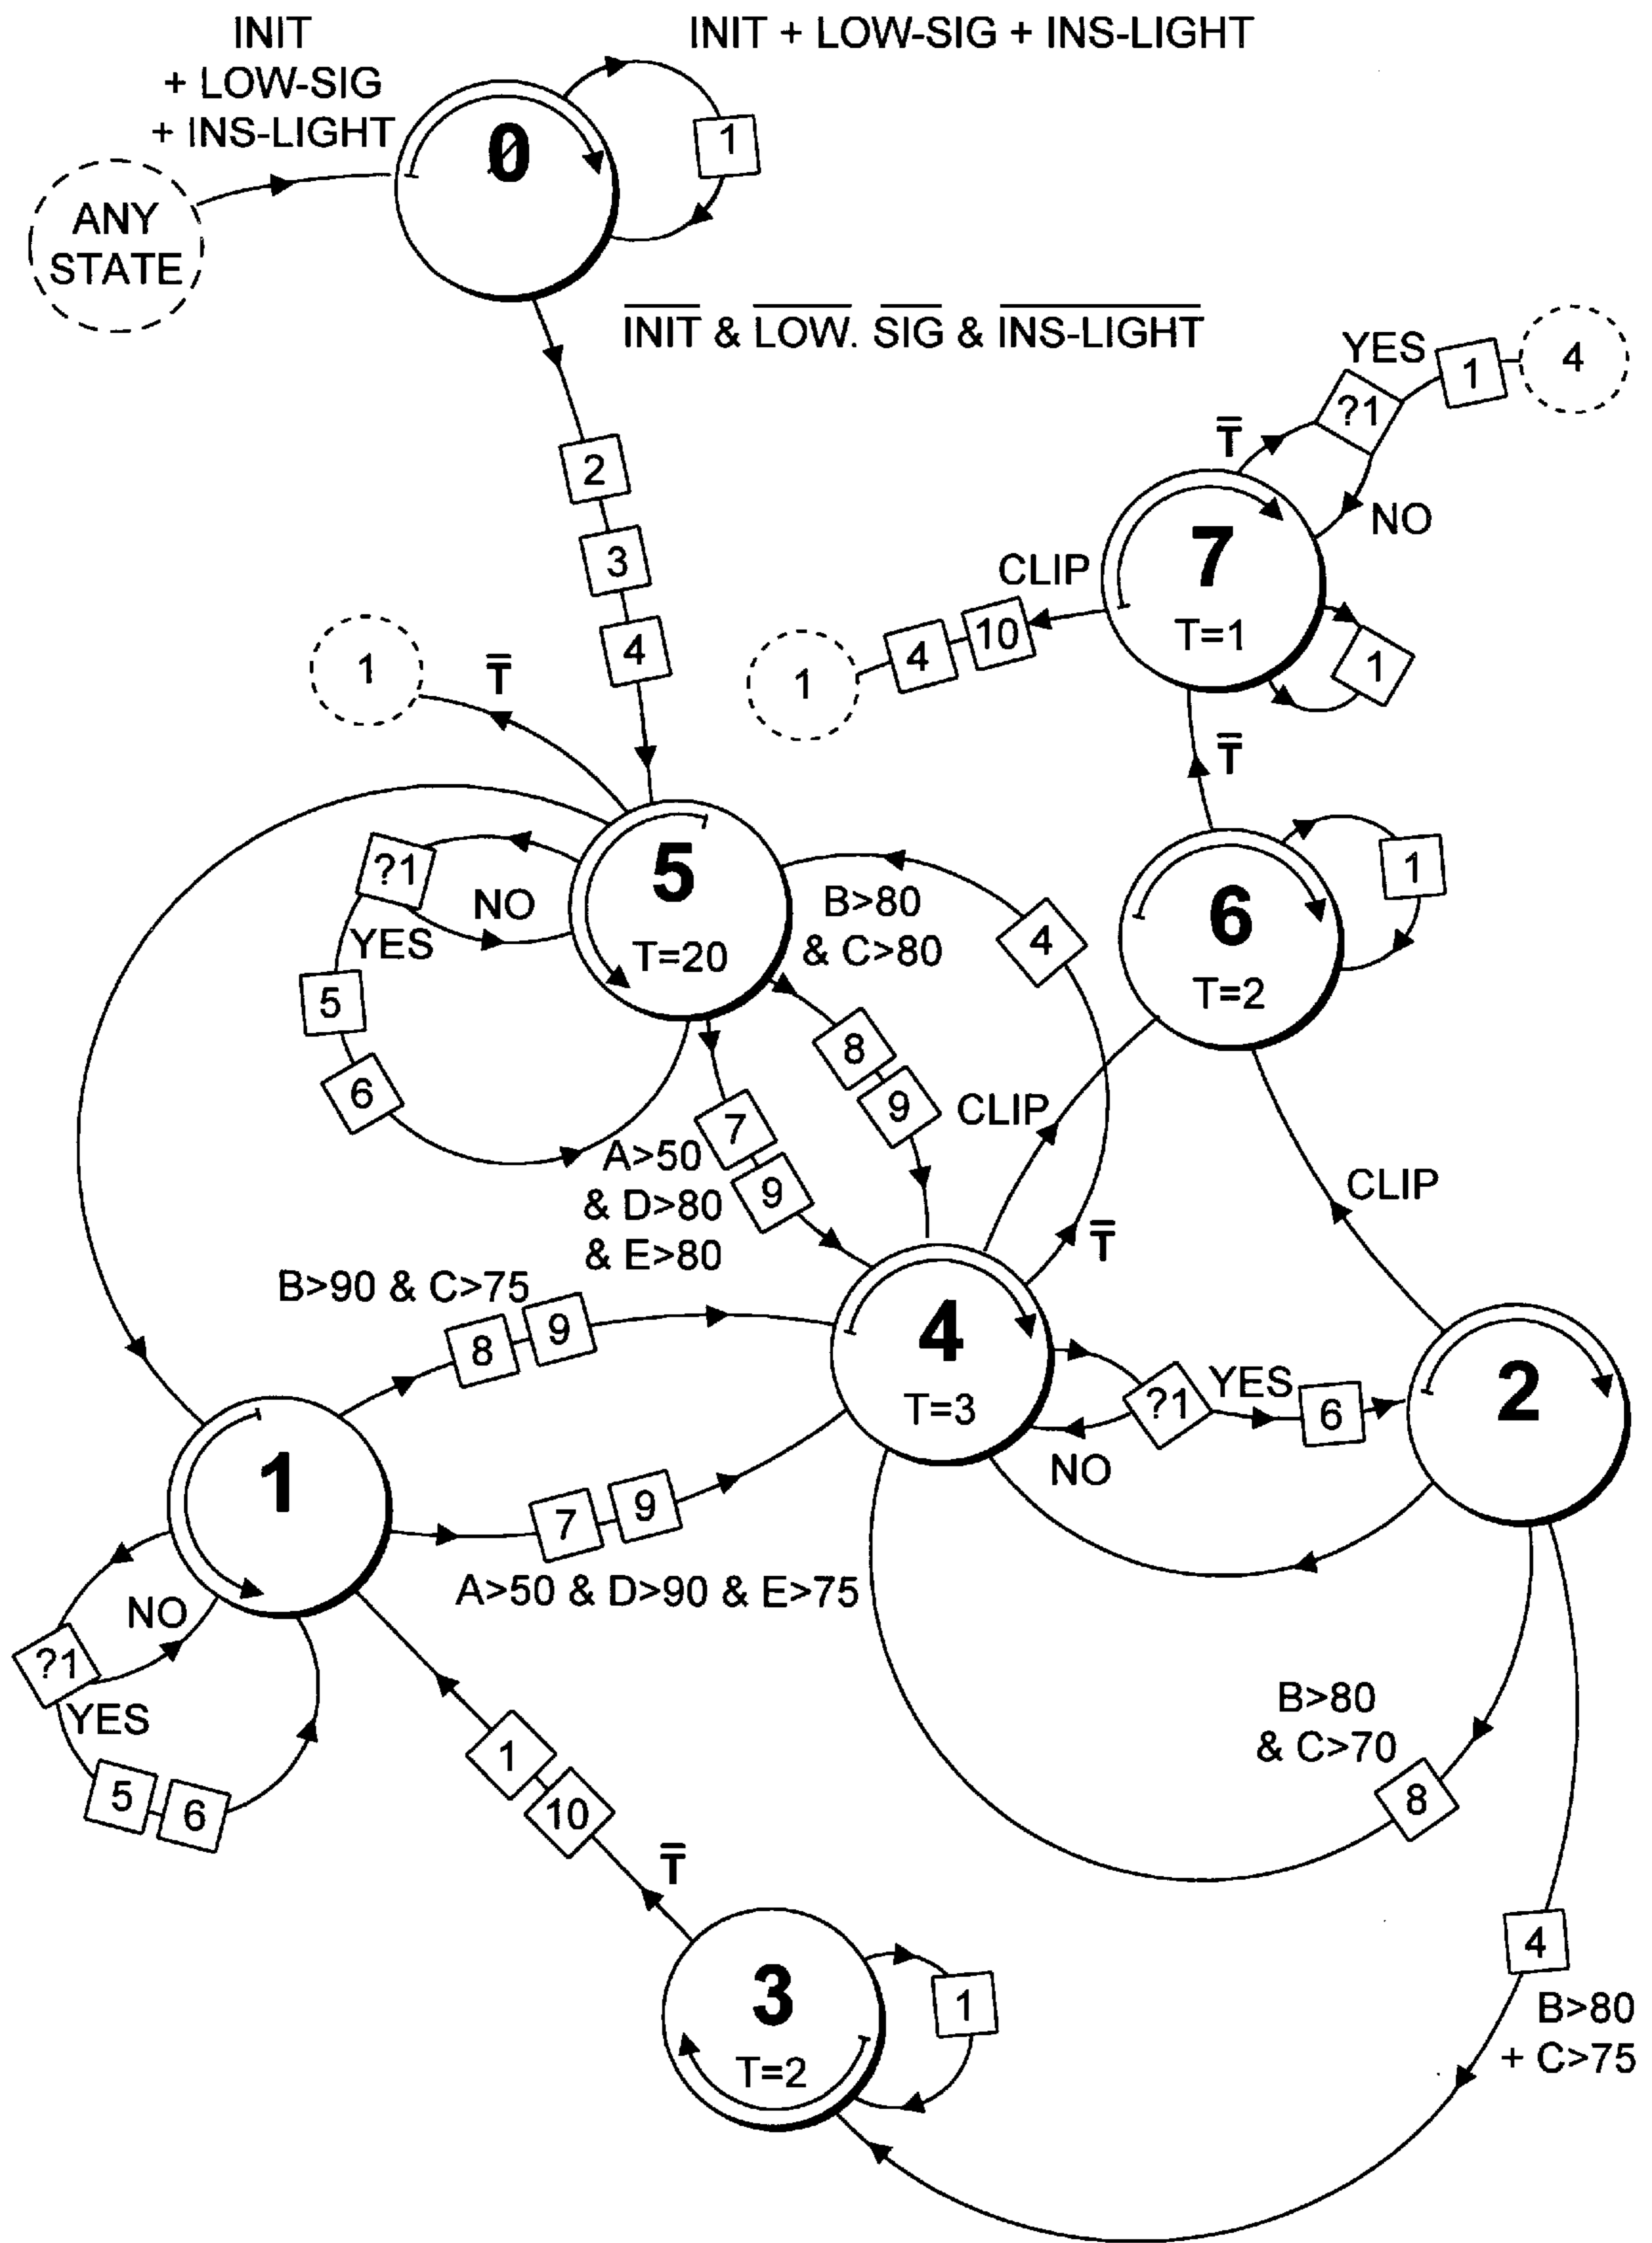 INIT
+ LOW-SIG
+ INS-LIGHT
INIT + LOW-SIG + INS-LIGHT
0
1
ANY
STATE
INIT & LOW. SIG & INS-LIGHT
2
3
4
YES
?1
1
4
T
NO
7
T=1
1
CLIP
10
4
1
T
1
T
5
T=20
?1
NO
YES
5
6
B>80
& C>80
4
6
T=2
1
8
9
CLIP
7
9
A>50
& D>80
& E>80
T
CLIP
B>90 & C>75
8
9
4
T=3
?1
YES
6
NO
2
1
7
9
A>50 & D>90 & E>75
NO
?1
YES
5
6
1
10
T
B>80
& C>70
8
4
B>80
+ C>75
3
T=2
1